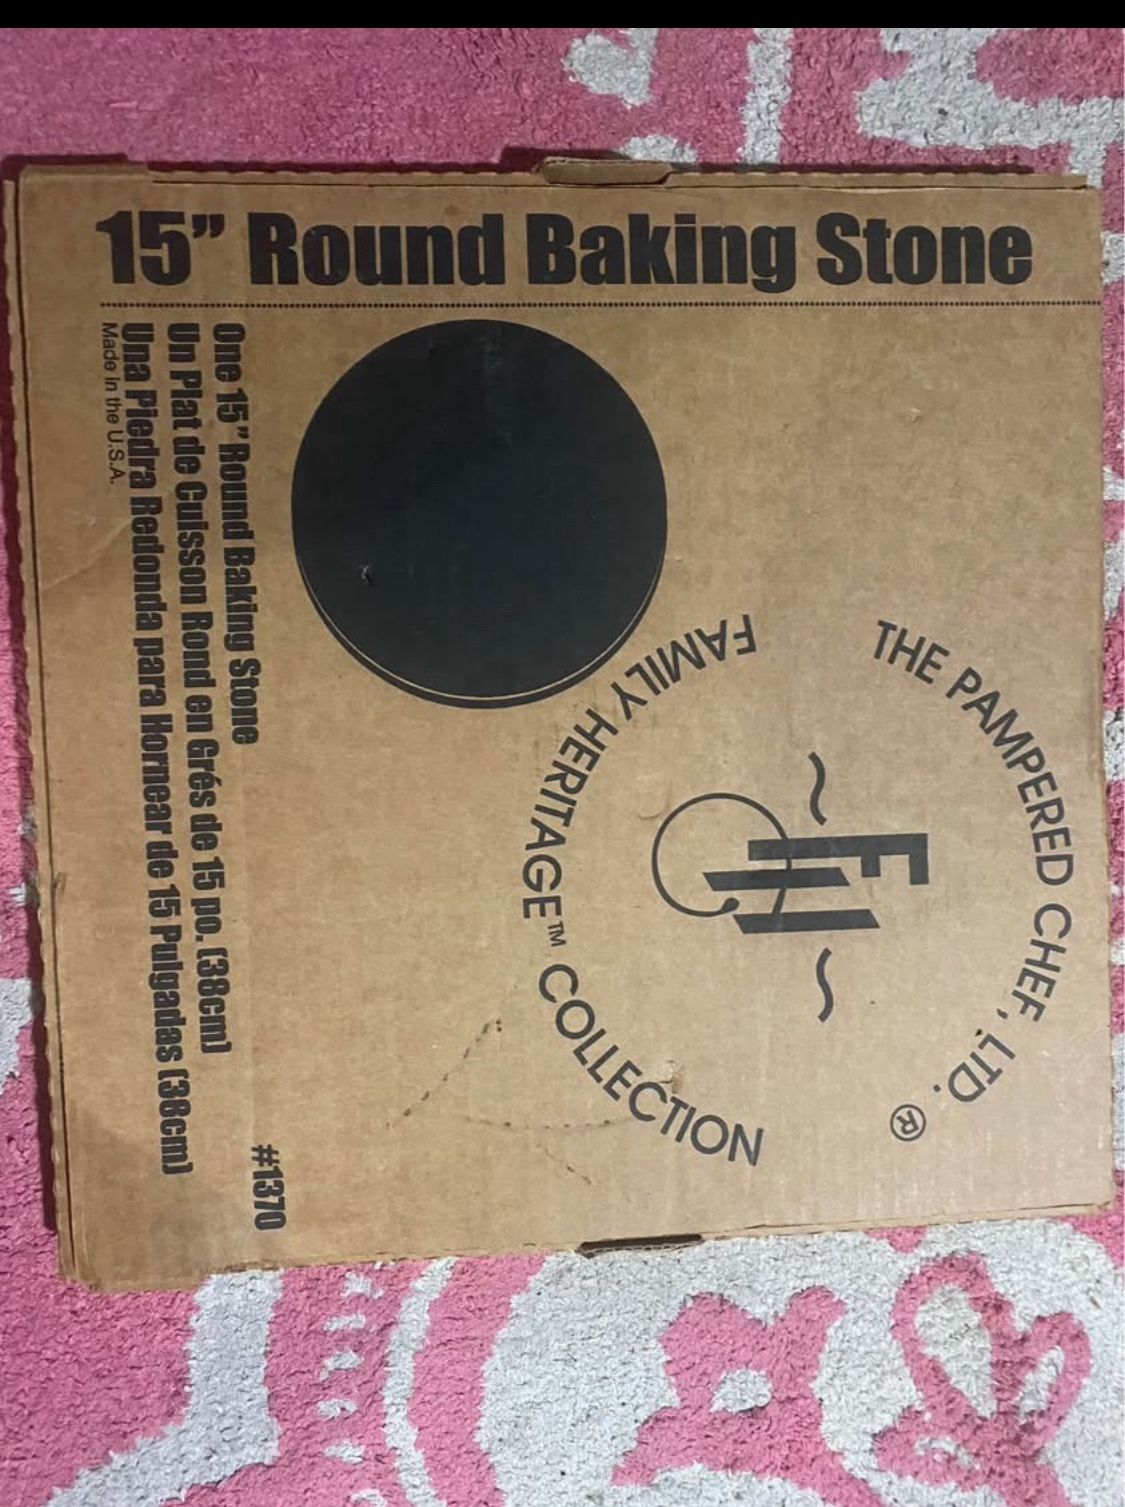 15” Round Baking Stone
THE PAMPERED CHEF, LTD. ®
FH
FAMILY HERITAGE™ COLLECTION
One 15” Round Baking Stone
Un Plat de Cuisson Rond en Grés de 15 po. (38cm)
Una Piedra Redonda para Hornear de 15 Pulgadas (38cm)
Made in the U.S.A.
#1370